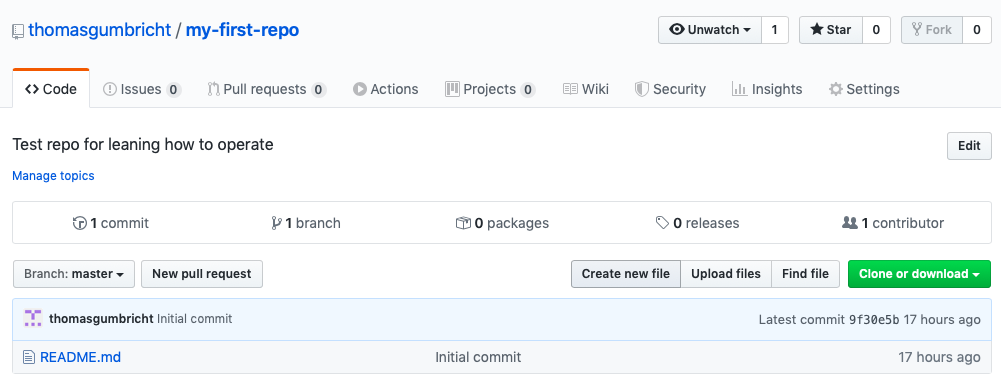 thomasgumbricht / my-first-repo Unwatch 1 Star 0 Fork 0
Code Issues 0 Pull requests 0 Actions Projects 0 Wiki Security Insights Settings
Test repo for leaning how to operate Edit
Manage topics
1 commit 1 branch 0 packages 0 releases 1 contributor
Branch: master New pull request Create new file Upload files Find file Clone or download
thomasgumbricht Initial commit Latest commit 9f30e5b 17 hours ago
README.md Initial commit 17 hours ago